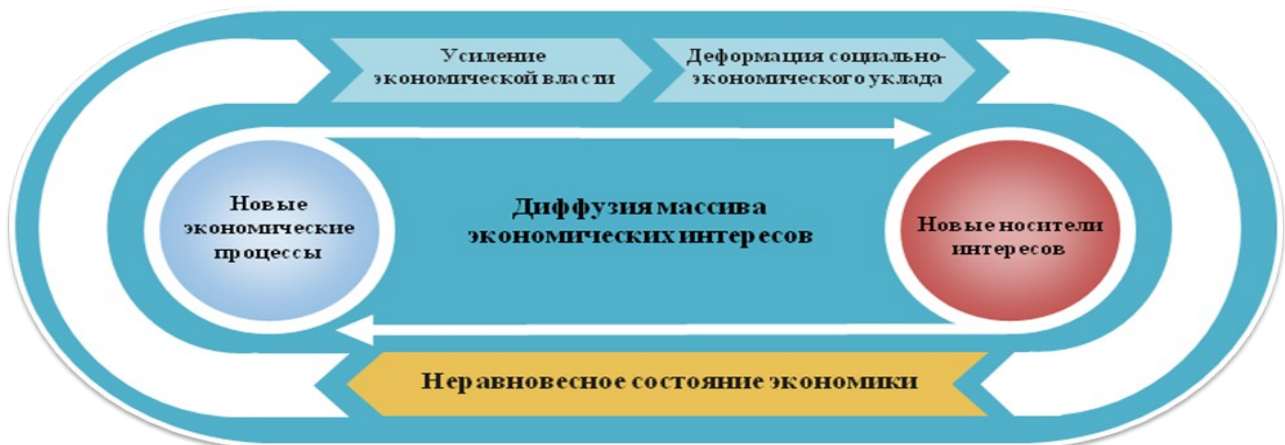 Усиление
экономической власти
Деформация социально-
экономического уклада
Новые
экономические
процессы
Диффузия массива
экономических интересов
Новые носители
интересов
Неравновесное состояние экономики